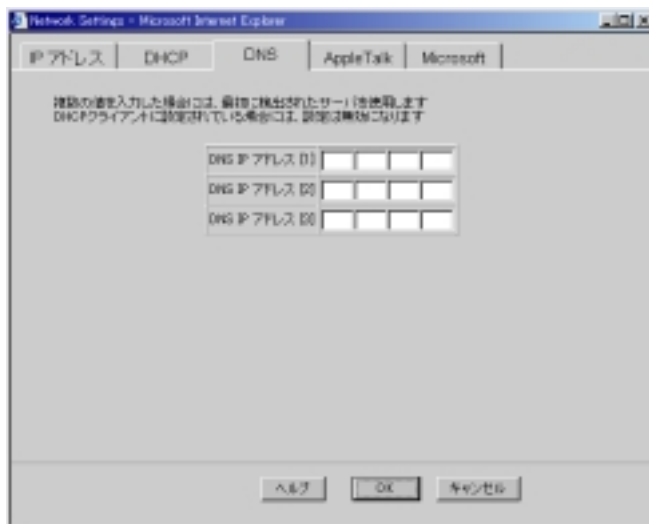 Network Settings - Microsoft Internet Explorer
IP アドレス
DHCP
DNS
AppleTalk
Microsoft
複数の値を入力した場合には、最初に検出されたサーバを使用します
DHCPクライアントに設定されている場合には、設定は無効になります
DNS IP アドレス [1]
DNS IP アドレス [2]
DNS IP アドレス [3]
ヘルプ
OK
キャンセル